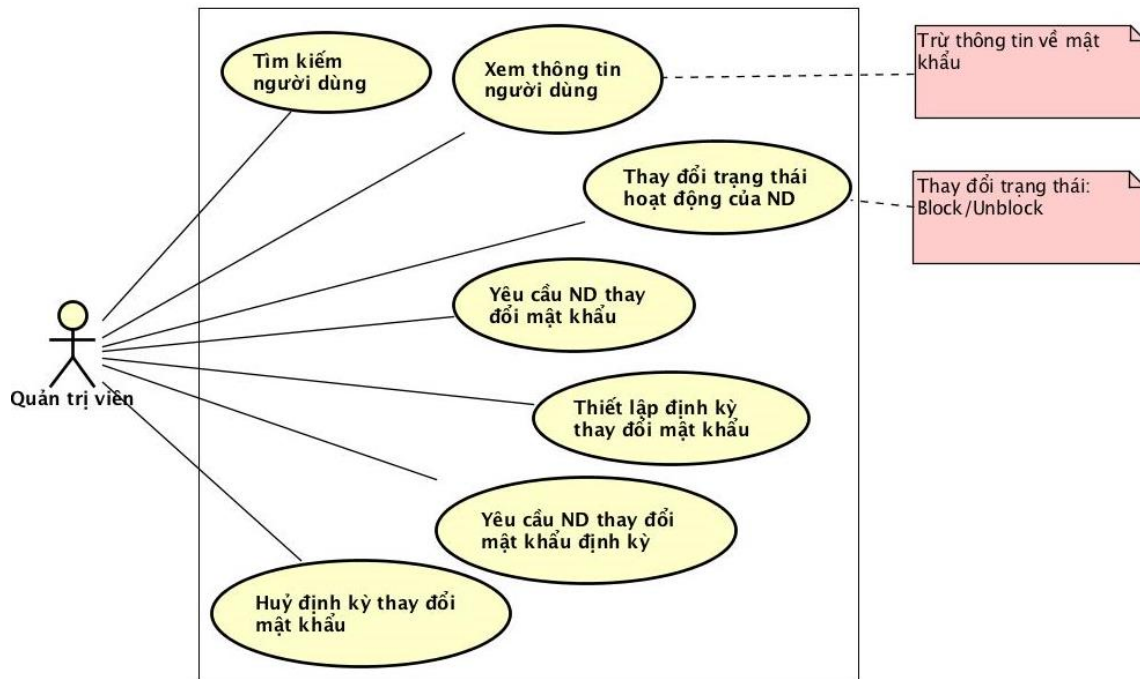 Tìm kiếm
người dùng
Xem thông tin
người dùng
Trừ thông tin về mật
khẩu
Thay đổi trạng thái
hoạt động của ND
Thay đổi trạng thái:
Block/Unblock
Yêu cầu ND thay
đổi mật khẩu
Quản trị viên
Thiết lập định kỳ
thay đổi mật khẩu
Yêu cầu ND thay đổi
mật khẩu định kỳ
Huỷ định kỳ thay đổi
mật khẩu